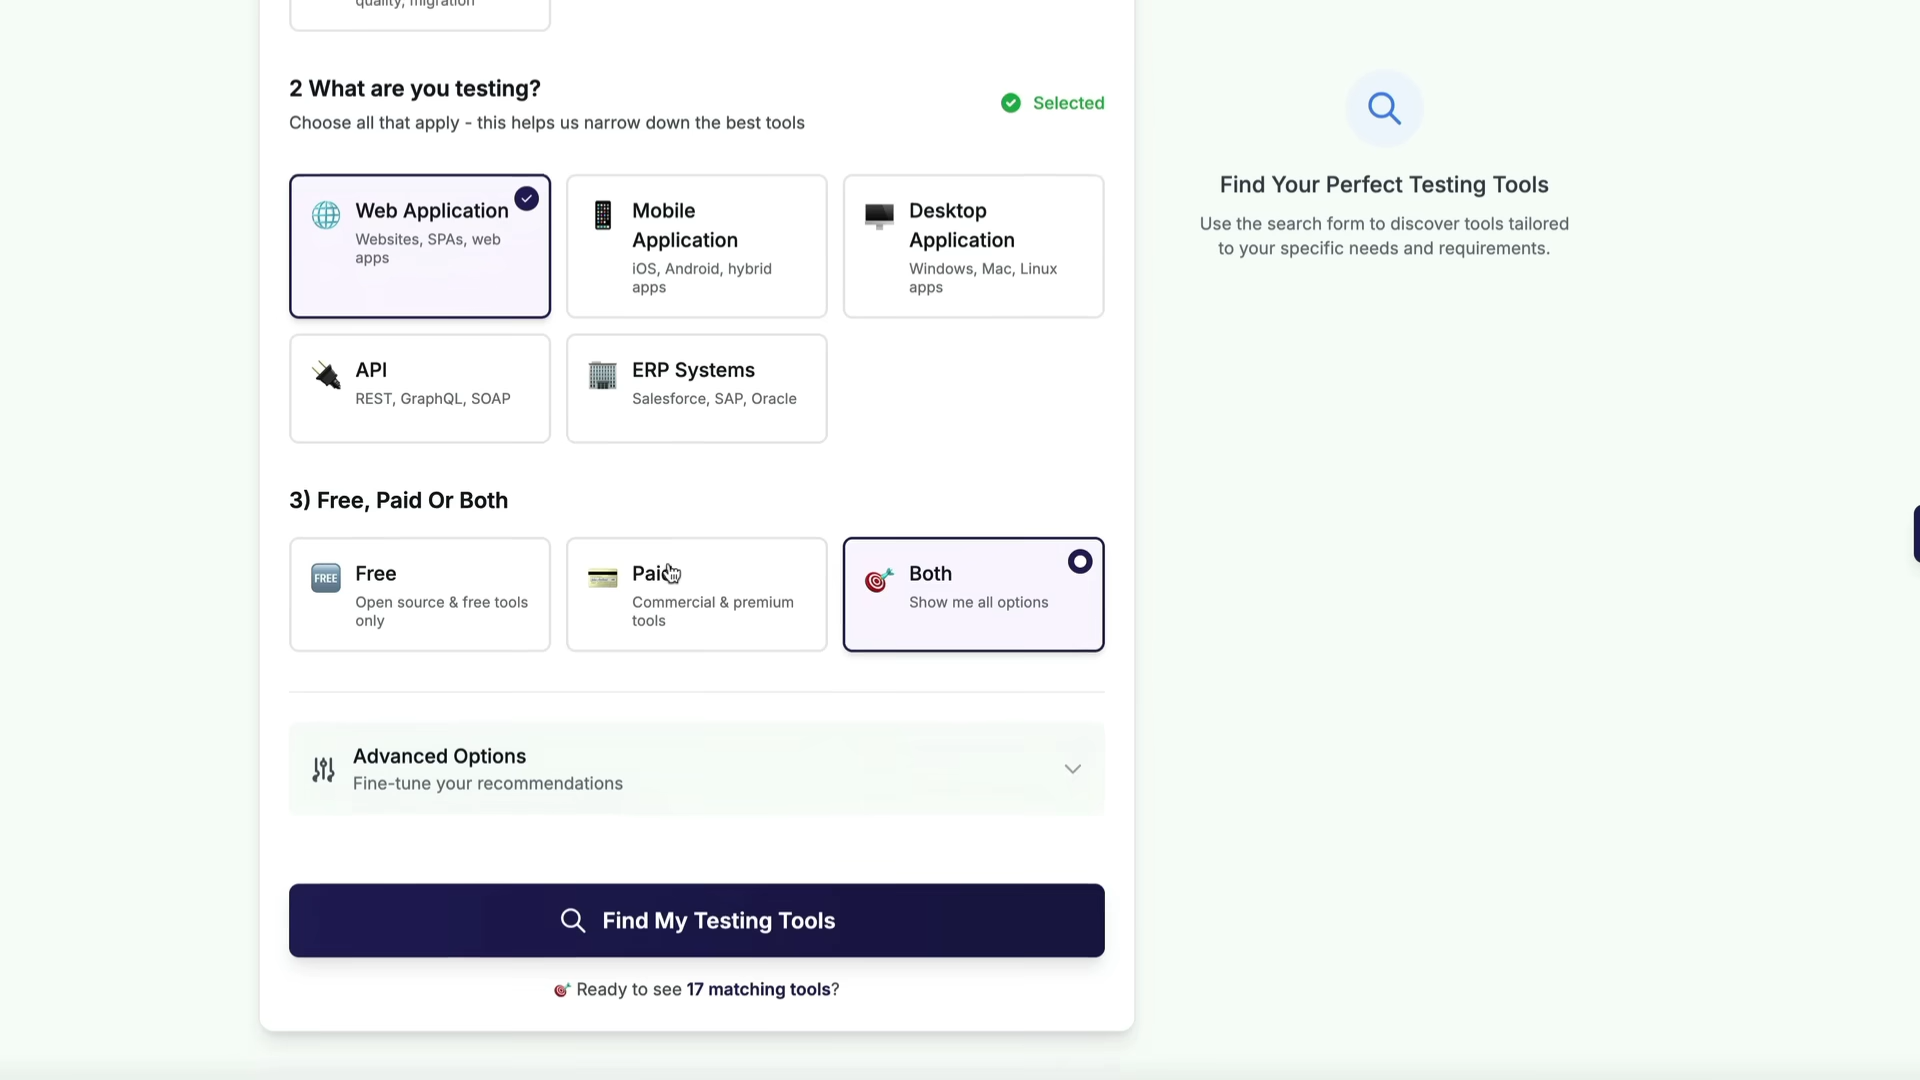 quality, migration
2 What are you testing?
Choose all that apply - this helps us narrow down the best tools
Selected
Web Application
Websites, SPAs, web
apps
Mobile
Application
iOS, Android, hybrid
apps
Desktop
Application
Windows, Mac, Linux
apps
API
REST, GraphQL, SOAP
ERP Systems
Salesforce, SAP, Oracle
3) Free, Paid Or Both
FREE
Free
Open source & free tools
only
Paid
Commercial & premium
tools
Both
Show me all options
Advanced Options
Fine-tune your recommendations
Find My Testing Tools
Ready to see 17 matching tools?
Find Your Perfect Testing Tools
Use the search form to discover tools tailored
to your specific needs and requirements.